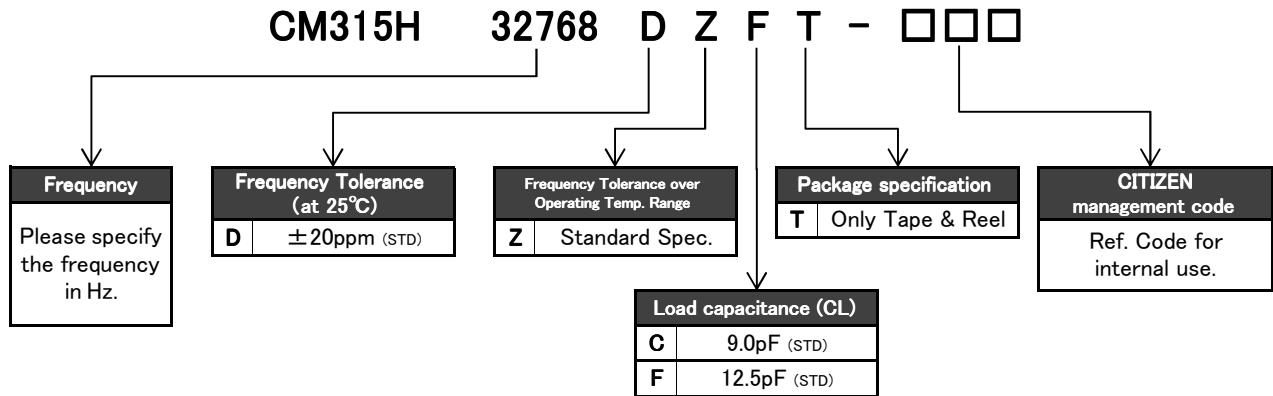 CM315H 32768 D Z F T - □□□
Frequency
Please specify
the frequency
in Hz.
Frequency Tolerance
(at 25℃)
D ±20ppm (STD)
Frequency Tolerance over
Operating Temp. Range
Z Standard Spec.
Load capacitance (CL)
C 9.0pF (STD)
F 12.5pF (STD)
Package specification
T Only Tape & Reel
CITIZEN
management code
Ref. Code for
internal use.